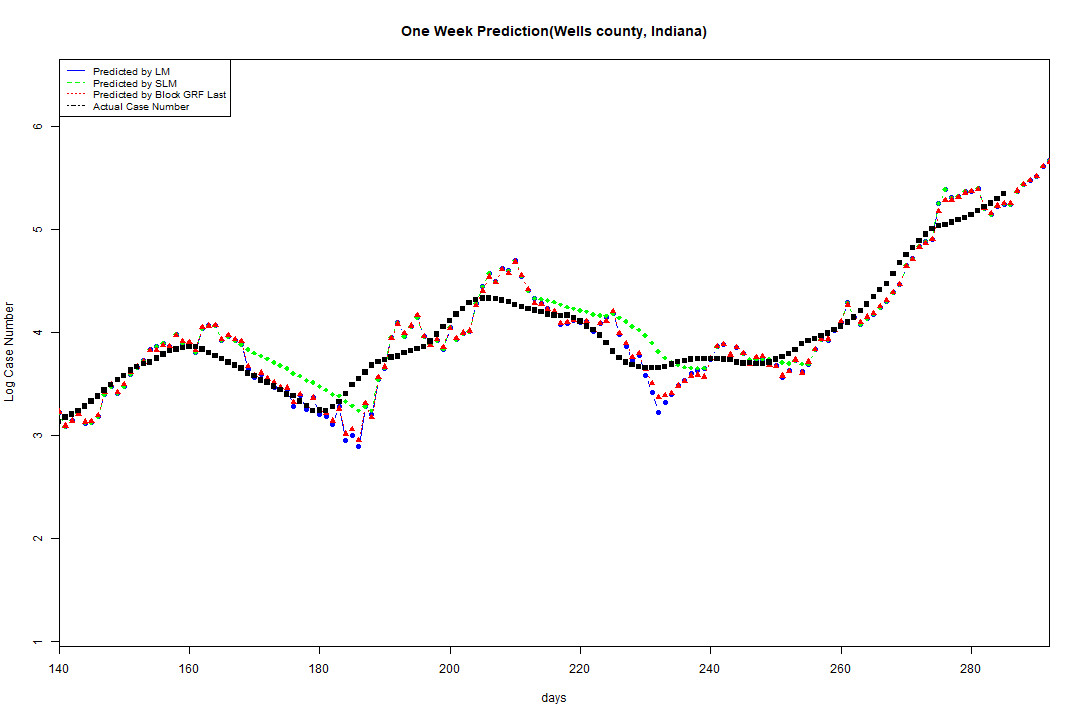 One Week Prediction(Wells county, Indiana)
Predicted by LM
Predicted by SLM
Predicted by Block GRF Last
Actual Case Number
Log Case Number
6
5
4
3
2
1
140 160 180 200 220 240 260 280
days